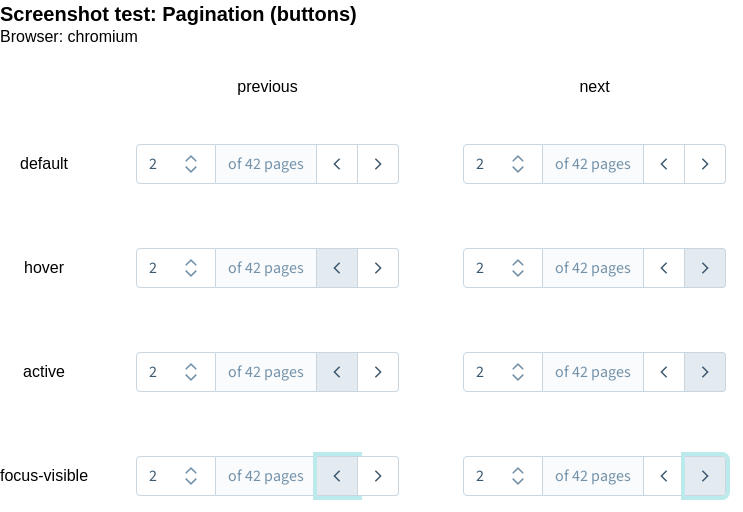 Screenshot test: Pagination (buttons)
Browser: chromium
previous next
default 2 of 42 pages 2 of 42 pages
hover 2 of 42 pages 2 of 42 pages
active 2 of 42 pages 2 of 42 pages
focus-visible 2 of 42 pages 2 of 42 pages